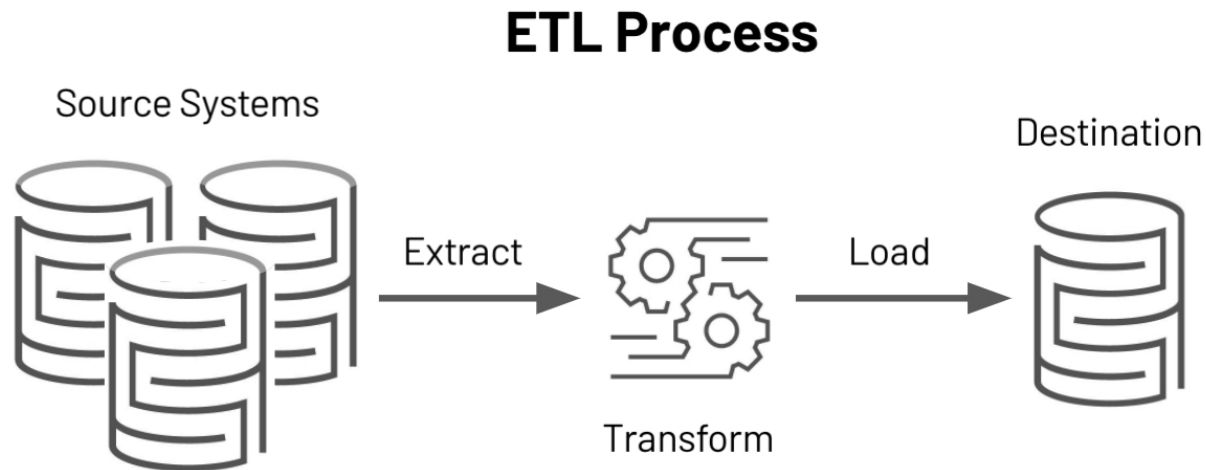 ETL Process
Source Systems
Destination
Extract
Load
Transform